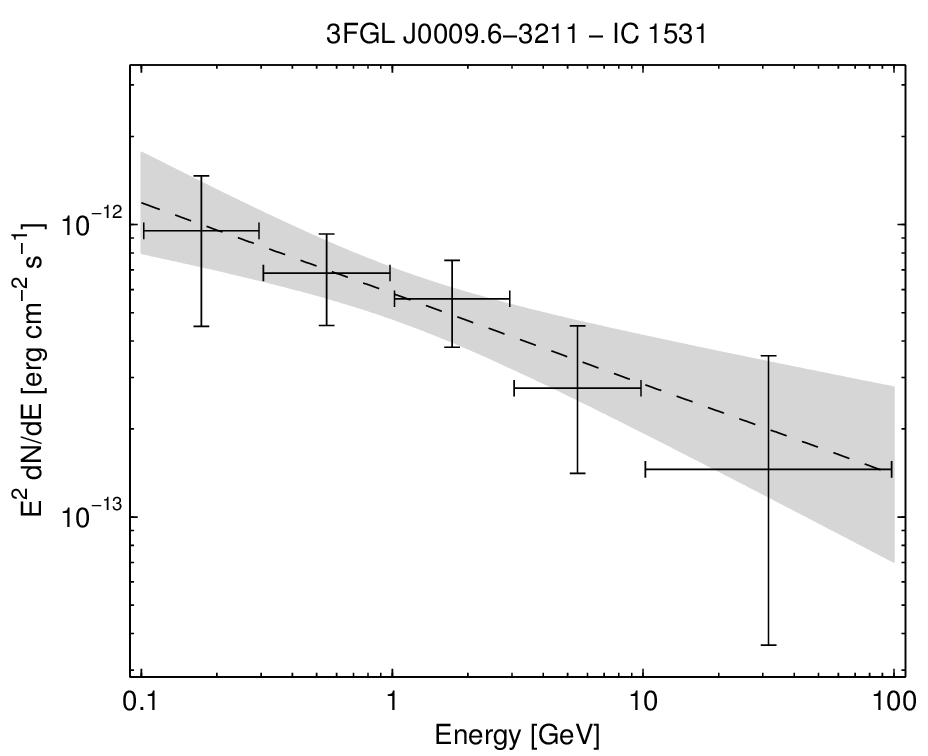 3FGL J0009.6−3211 − IC 1531
E² dN/dE [erg cm⁻² s⁻¹]
10⁻¹²
10⁻¹³
0.1 1 10 100
Energy [GeV]